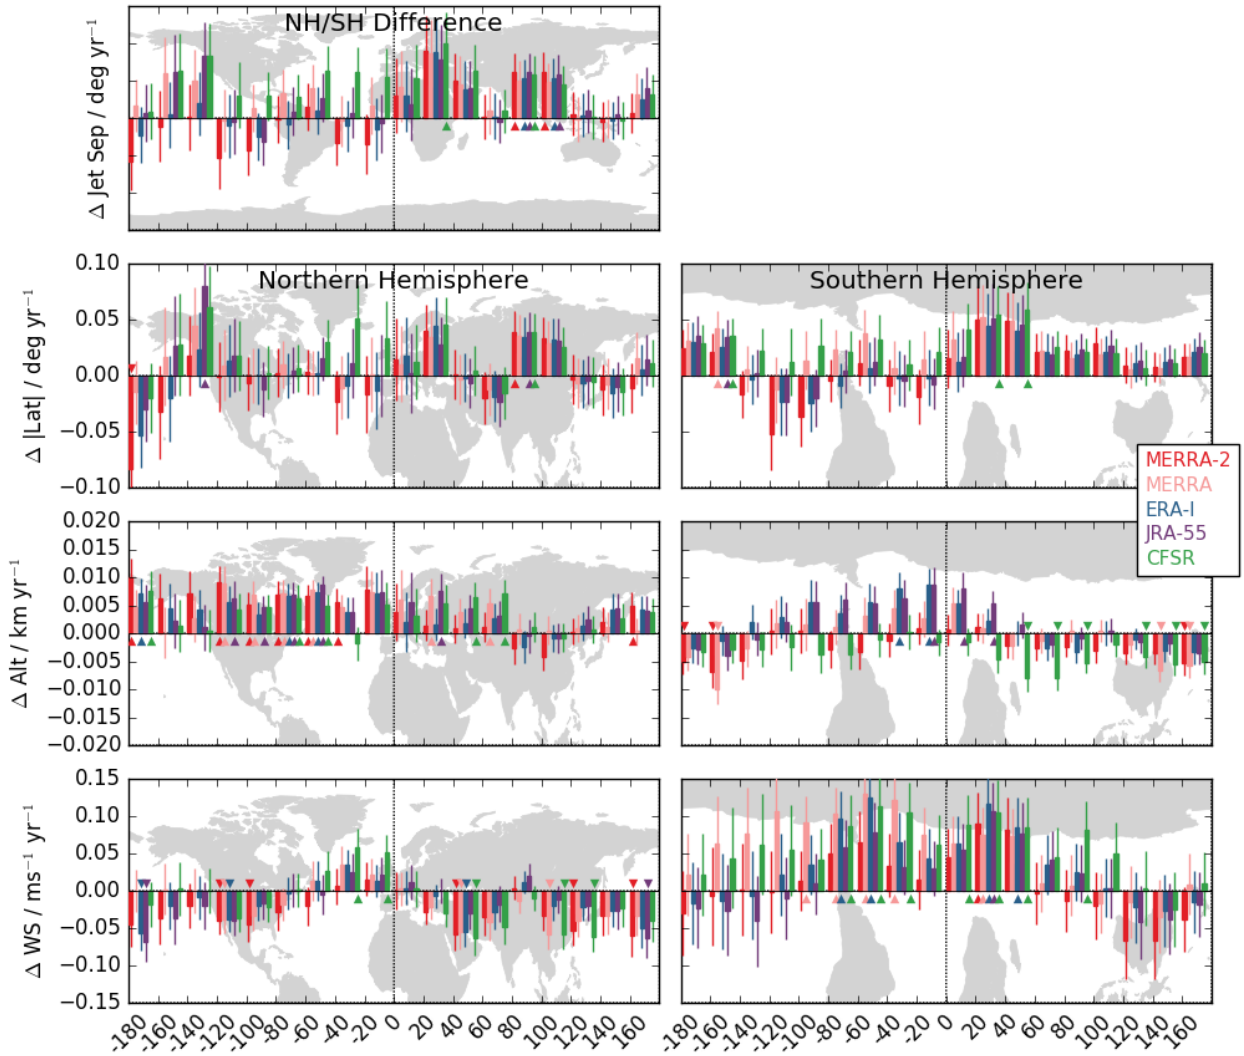 NH/SH Difference
Δ Jet Sep / deg yr⁻¹
Northern Hemisphere
Southern Hemisphere
0.10
0.05
0.00
−0.05
−0.10
Δ |Lat| / deg yr⁻¹
MERRA-2
MERRA
ERA-I
JRA-55
CFSR
0.020
0.015
0.010
0.005
0.000
−0.005
−0.010
−0.015
−0.020
Δ Alt / km yr⁻¹
0.15
0.10
0.05
0.00
−0.05
−0.10
−0.15
Δ WS / ms⁻¹ yr⁻¹
-180 -160 -140 -120 -100 -80 -60 -40 -20 0 20 40 60 80 100 120 140 160
-180 -160 -140 -120 -100 -80 -60 -40 -20 0 20 40 60 80 100 120 140 160